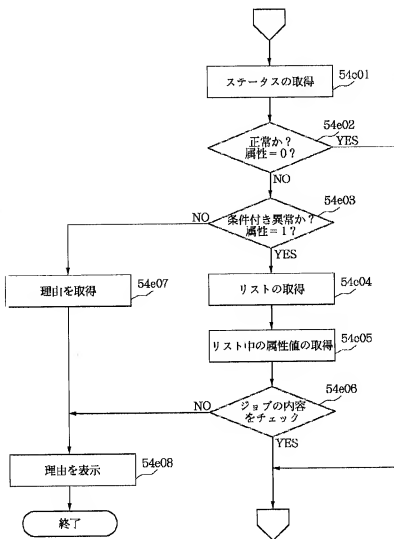 ステータスの取得
54e01
正常か?
属性=0?
54e02
YES
NO
条件付き異常か?
属性=1?
54e03
NO
YES
理由を取得
54e07
リストの取得
54e04
リスト中の属性値の取得
54e05
ジョブの内容
をチェック
54e06
NO
YES
理由を表示
54e08
終了